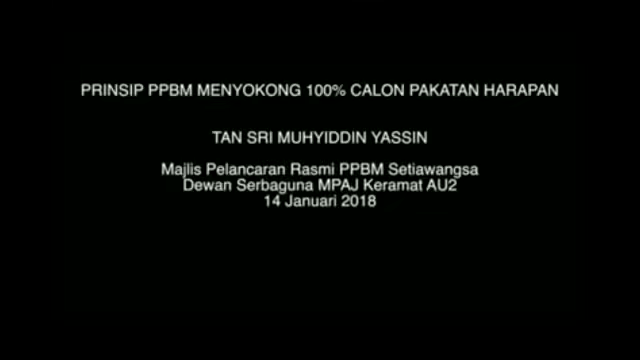 PRINSIP PPBM MENYOKONG 100% CALON PAKATAN HARAPAN
TAN SRI MUHYIDDIN YASSIN
Majlis Pelancaran Rasmi PPBM Setiawangsa
Dewan Serbaguna MPAJ Keramat AU2
14 Januari 2018